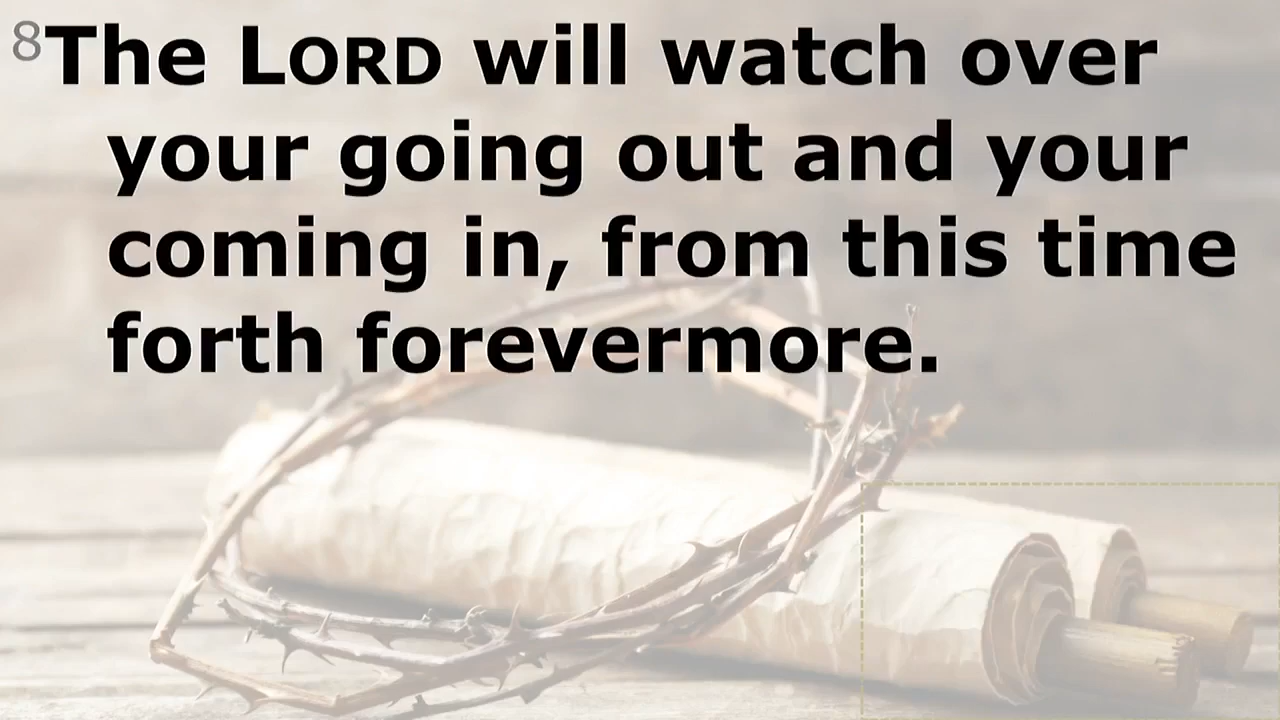 8The LORD will watch over
your going out and your
coming in, from this time
forth forevermore.